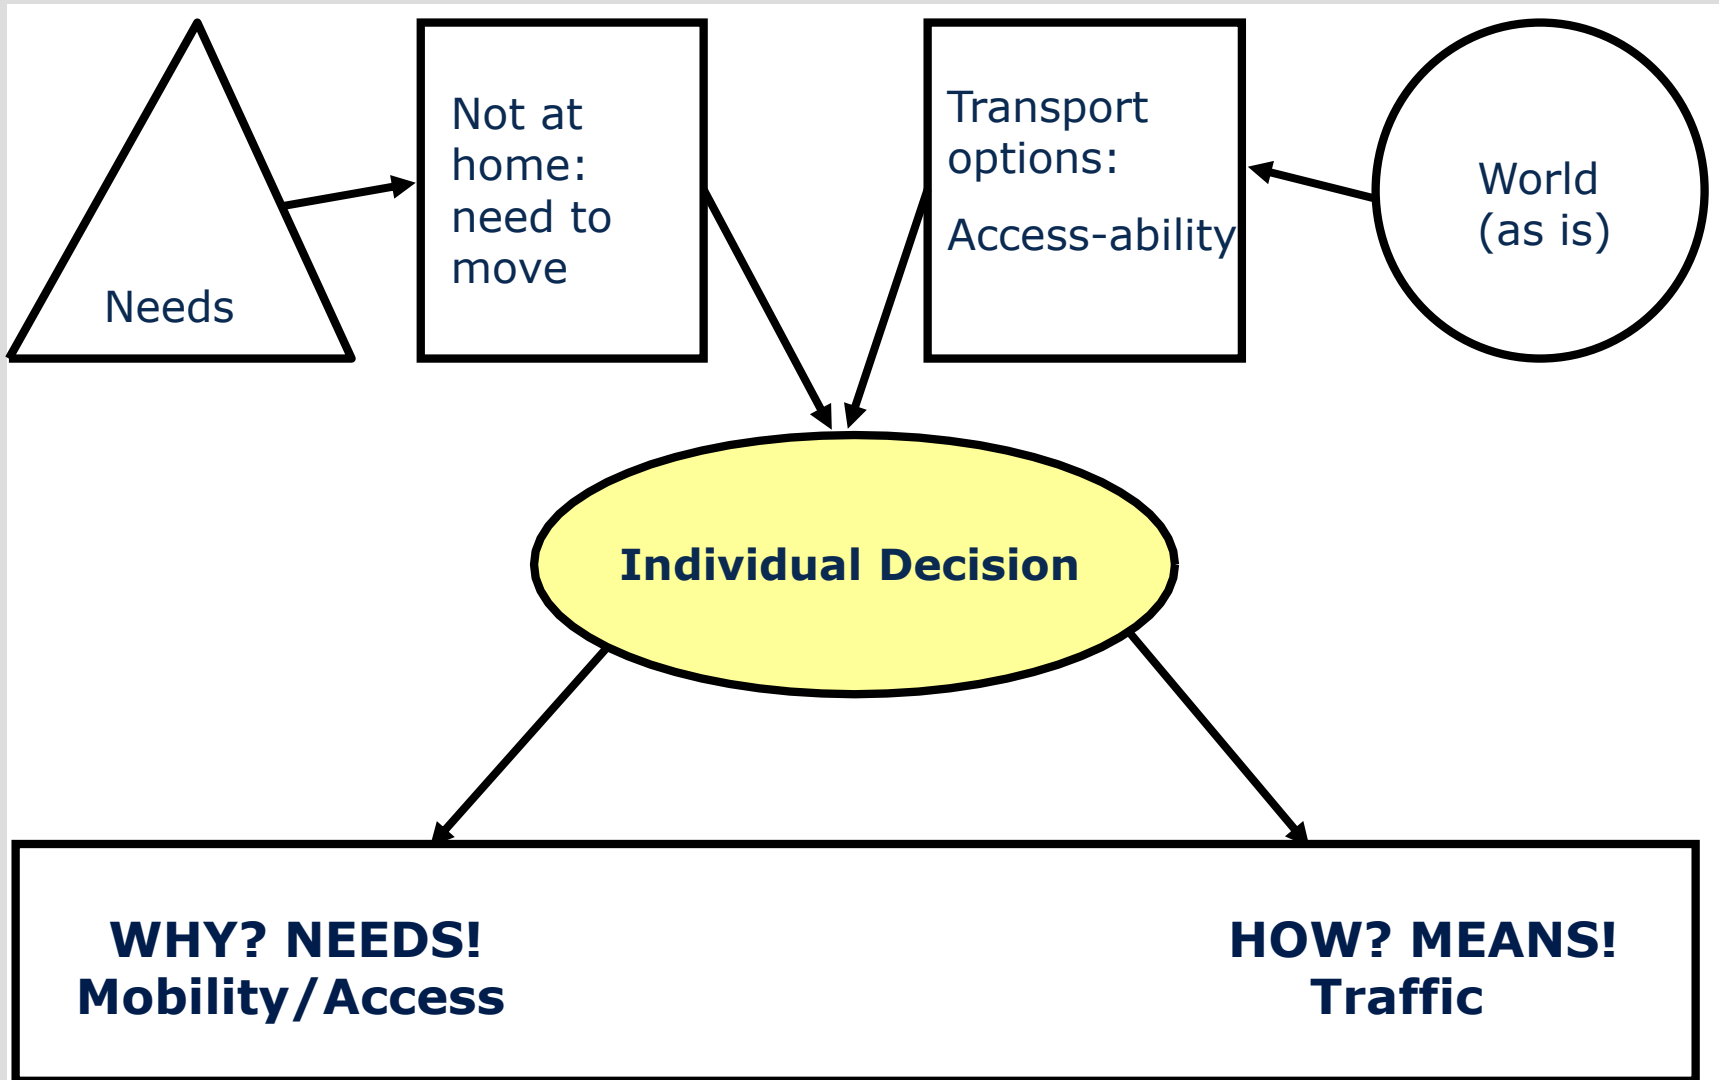 Needs
Not at
home:
need to
move
Transport
options:
Access-ability
World
(as is)
Individual Decision
WHY? NEEDS!
Mobility/Access
HOW? MEANS!
Traffic